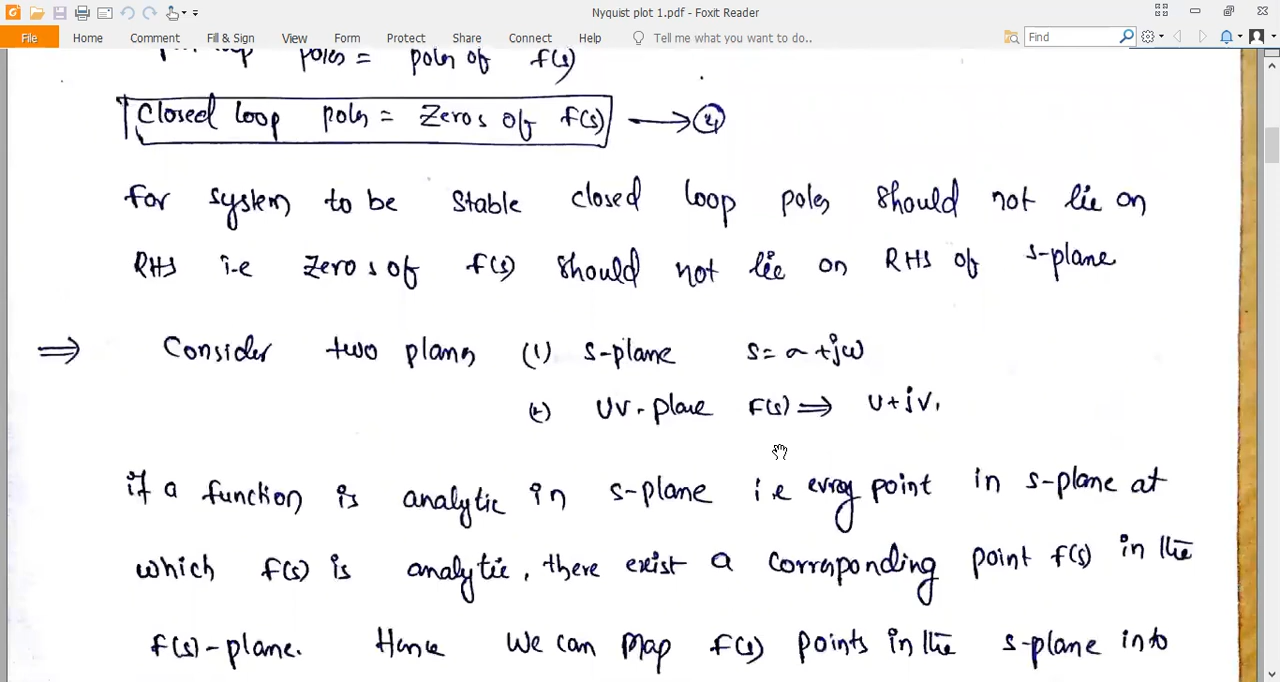 Nyquist plot 1.pdf - Foxit Reader
File Home Comment Fill & Sign View Form Protect Share Connect Help Tell me what you want to do.. Find
loop poles = poles of f(s)
Closed loop poles = Zeros of f(s) → 4
for system to be stable closed loop poles should not lie on
RHS i.e Zeros of f(s) should not lie on RHS of s-plane
⇒ Consider two planes (1) s-plane s = σ + jω
(2) UV-plane F(s) ⇒ U + jV,
if a function is analytic in s-plane i.e evrey point in s-plane at
which f(s) is analytic, there exist a corresponding point f(s) in the
f(s)-plane. Hence We can Map f(s) points in the s-plane into